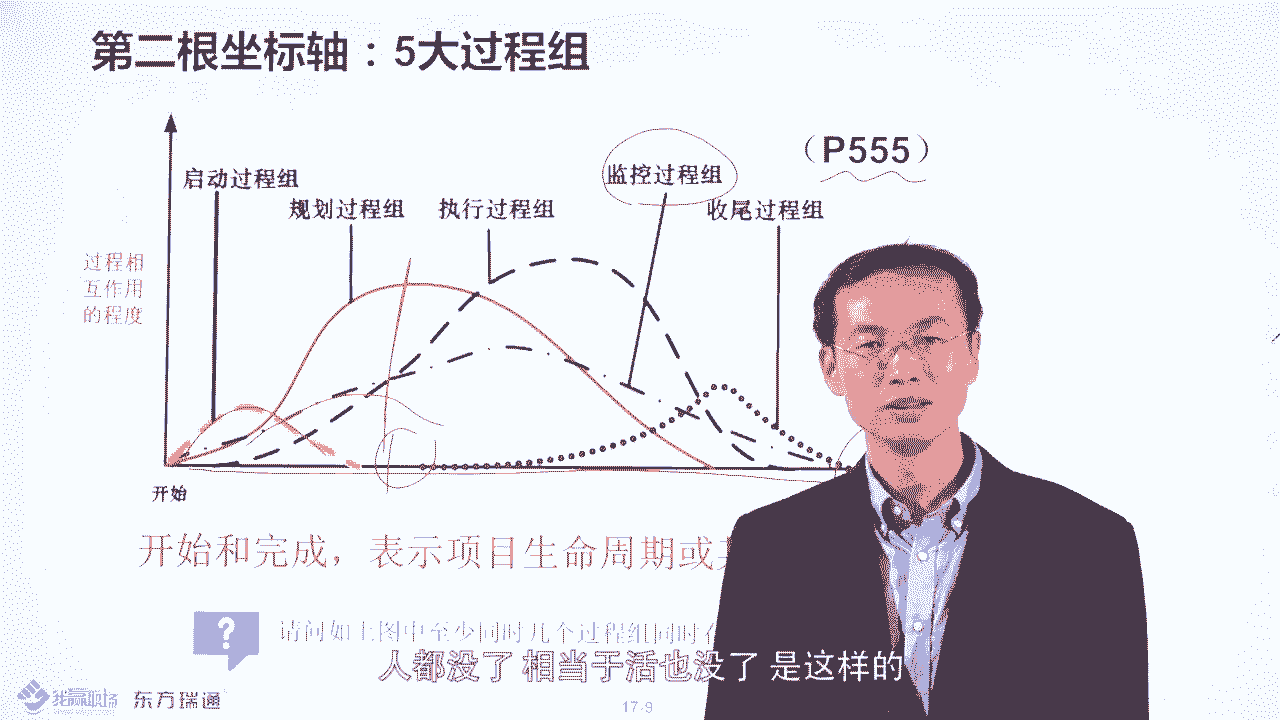 第二根坐标轴：5大过程组
（P555）
启动过程组
监控过程组
规划过程组
执行过程组
收尾过程组
过程相
互作用
的程度
开始
开始和完成，表示项目生命周期或
请问如上图中至少同时几个过程组同时
人都没了 相当于活也没了 是这样的
我赢职场 东方瑞通
17-9